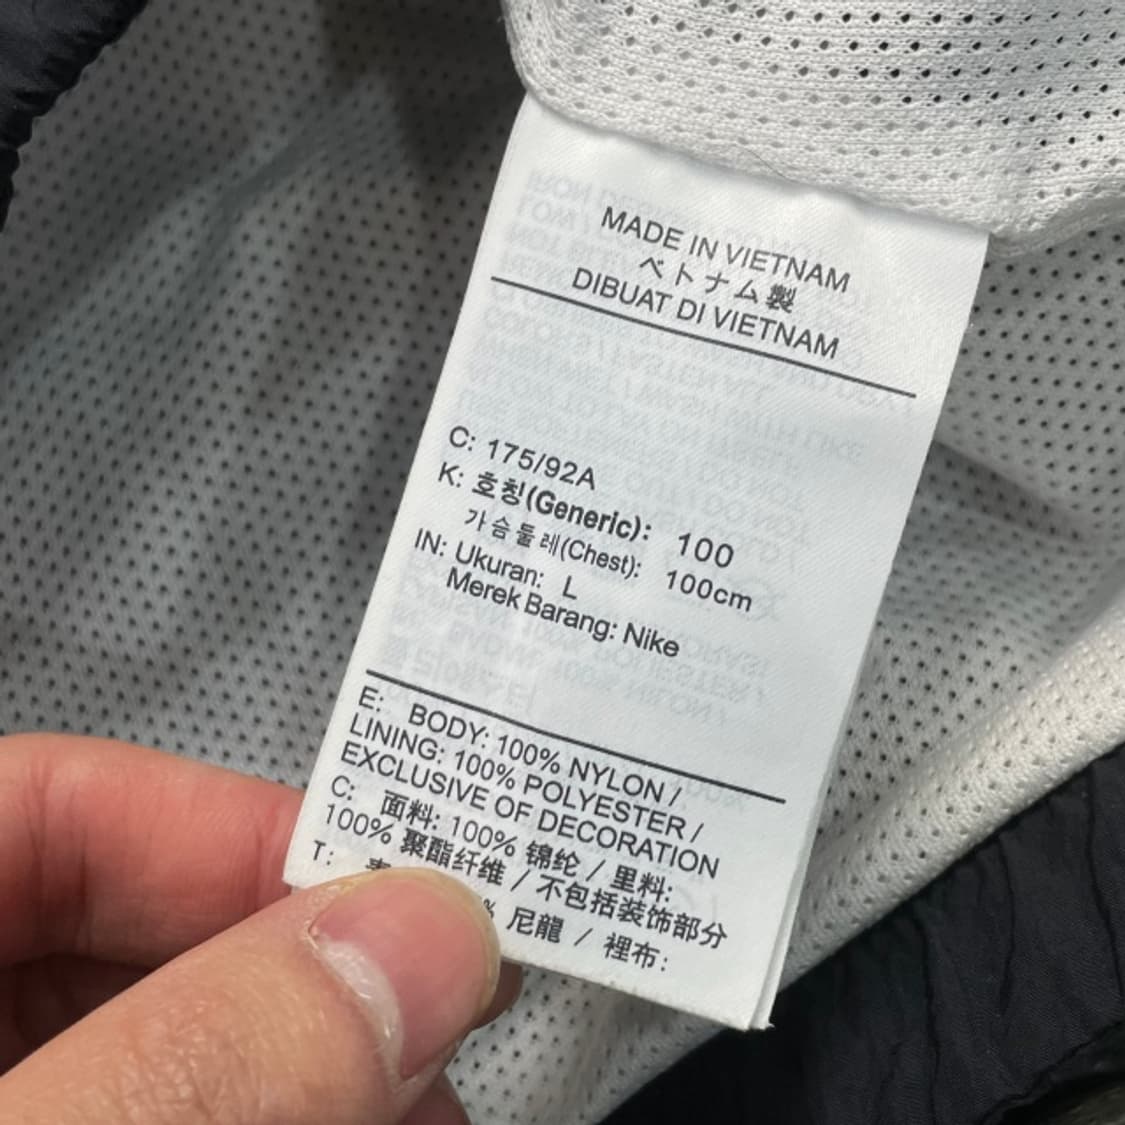 MADE IN VIETNAM
ベトナム製
DIBUAT DI VIETNAM
C: 175/92A
K: 호칭(Generic): 100
가슴둘레(Chest): 100cm
IN: Ukuran: L
Merek Barang: Nike
E: BODY: 100% NYLON /
LINING: 100% POLYESTER /
EXCLUSIVE OF DECORATION
C: 面料: 100% 锦纶 / 里料:
100% 聚酯纤维 / 不包括装饰部分
T: % 尼龍 / 裡布: